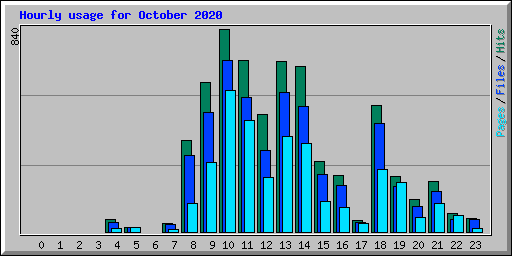 Hourly usage for October 2020
840
Pages/Files/Hits
0 1 2 3 4 5 6 7 8 9 10 11 12 13 14 15 16 17 18 19 20 21 22 23